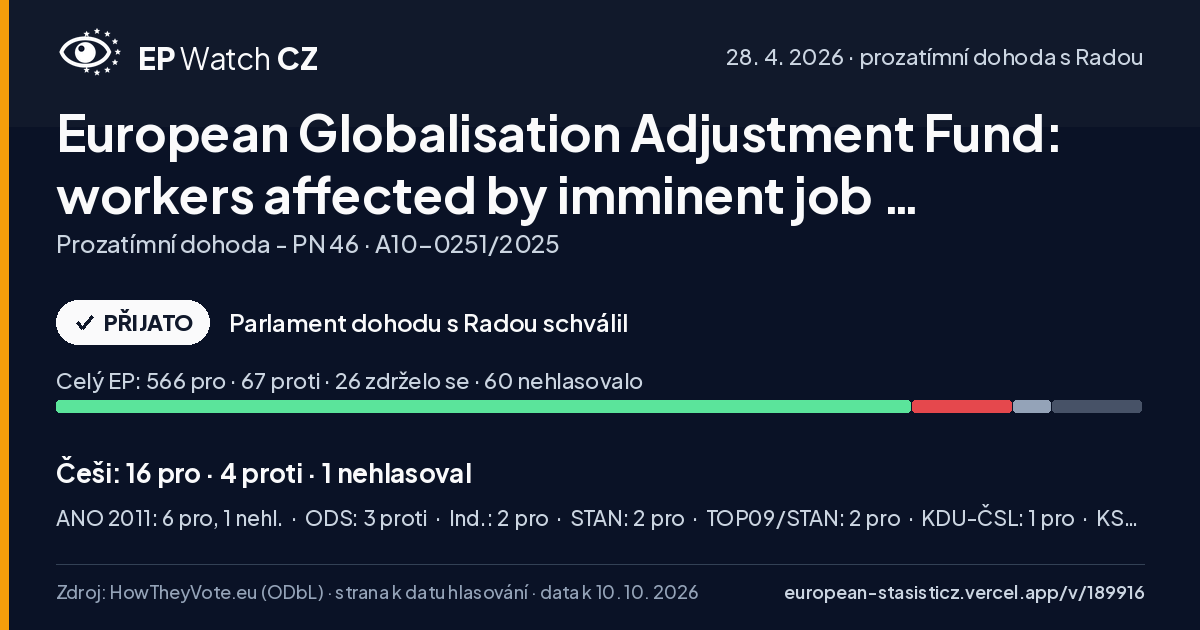 EP Watch CZ
28. 4. 2026 · prozatímní dohoda s Radou
European Globalisation Adjustment Fund:
workers affected by imminent job …
Prozatímní dohoda – PN 46 · A10–0251/2025
✓ PŘIJATO
Parlament dohodu s Radou schválil
Celý EP: 566 pro · 67 proti · 26 zdrželo se · 60 nehlasovalo
Češi: 16 pro · 4 proti · 1 nehlasoval
ANO 2011: 6 pro, 1 nehl. · ODS: 3 proti · Ind.: 2 pro · STAN: 2 pro · TOP09/STAN: 2 pro · KDU-ČSL: 1 pro · KS…
Zdroj: HowTheyVote.eu (ODbL) · strana k datu hlasování · data k 10. 10. 2026
european-stasisticz.vercel.app/v/189916